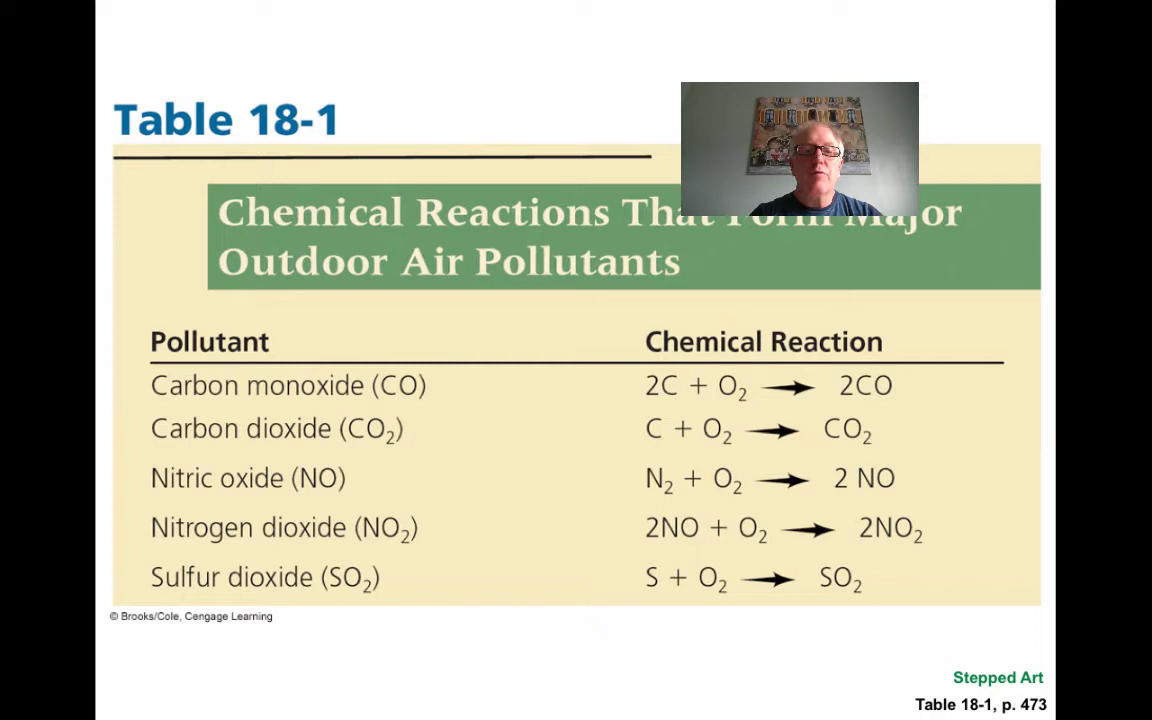 Table 18-1
Chemical Reactions That Form Major
Outdoor Air Pollutants
Pollutant Chemical Reaction
Carbon monoxide (CO) 2C + O₂ → 2CO
Carbon dioxide (CO₂) C + O₂ → CO₂
Nitric oxide (NO) N₂ + O₂ → 2 NO
Nitrogen dioxide (NO₂) 2NO + O₂ → 2NO₂
Sulfur dioxide (SO₂) S + O₂ → SO₂
© Brooks/Cole, Cengage Learning
Stepped Art
Table 18-1, p. 473